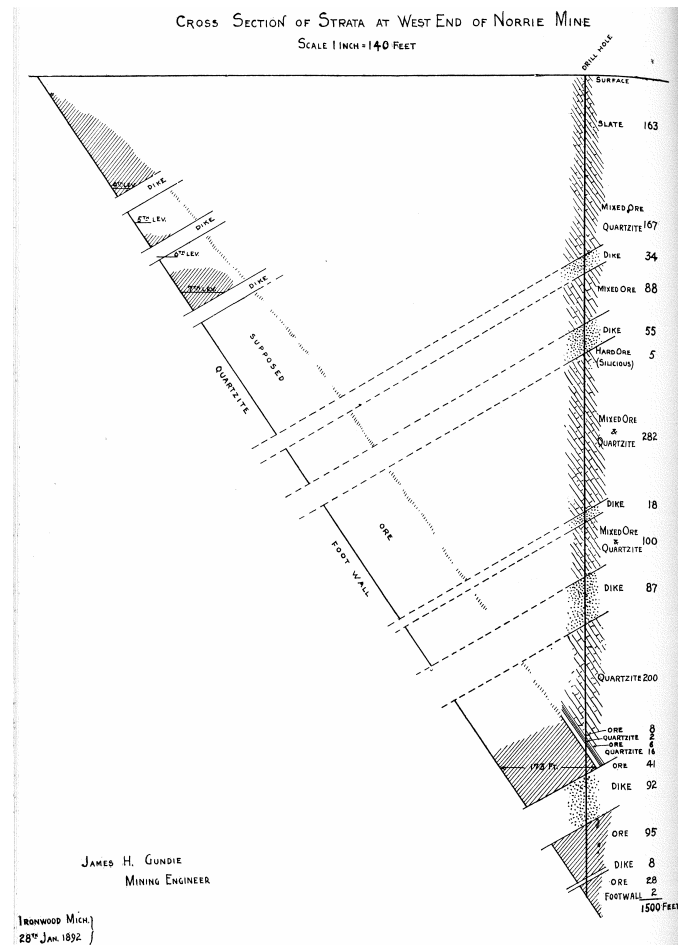 CROSS SECTION OF STRATA AT WEST END OF NORRIE MINE
SCALE 1 INCH = 140 FEET
DRILL HOLE
SURFACE
SLATE 163
MIXED ORE
QUARTZITE 167
DIKE 34
MIXED ORE 88
DIKE 55
HARD ORE 5
(SILICIOUS)
MIXED ORE
&
QUARTZITE 282
DIKE 18
MIXED ORE
&
QUARTZITE 100
DIKE 87
QUARTZITE 200
ORE 8
QUARTZITE 2
ORE 6
QUARTZITE 16
ORE 41
DIKE 92
ORE 95
DIKE 8
ORE 28
FOOTWALL 2
1500 FEET
4TH LEV.
DIKE
5TH LEV.
DIKE
6TH LEV.
7TH LEV.
DIKE
SUPPOSED
ORE
QUARTZITE
FOOT WALL
173 FT.
JAMES H. GUNDIE
MINING ENGINEER
IRONWOOD MICH.
28TH JAN. 1892